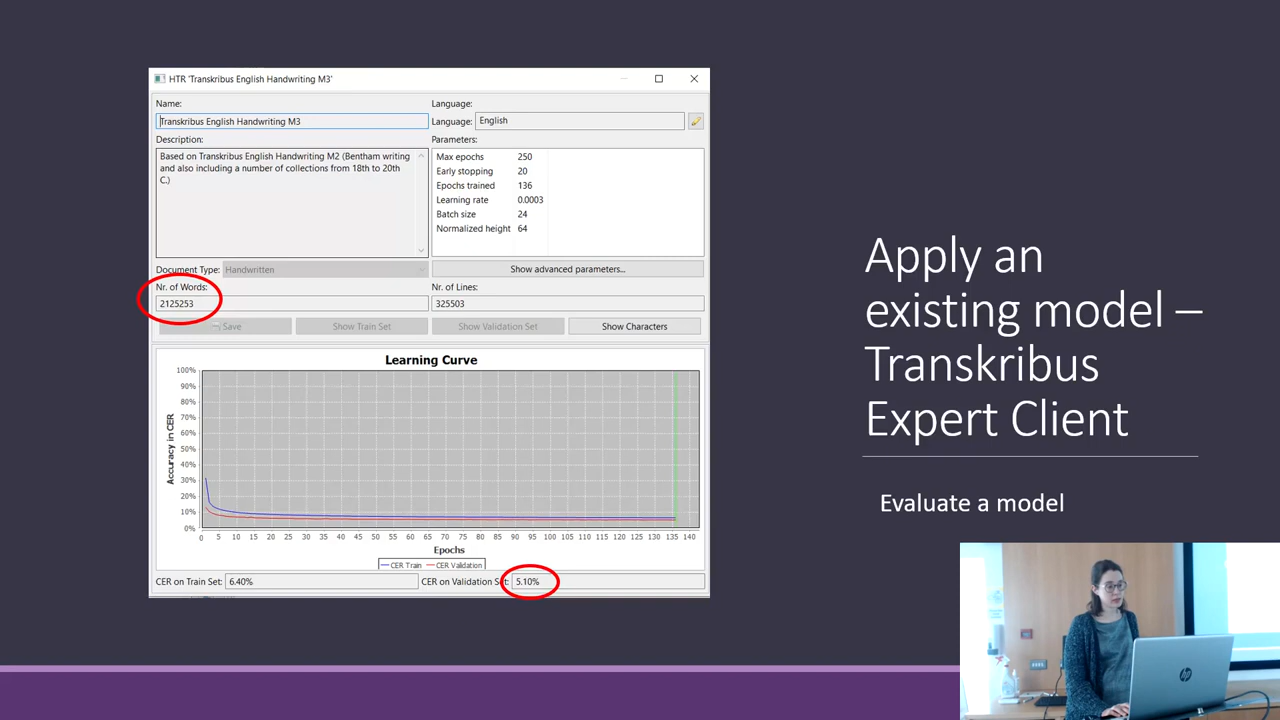 HTR 'Transkribus English Handwriting M3'
Name:
Transkribus English Handwriting M3
Language:
Language: English
Description:
Based on Transkribus English Handwriting M2 (Bentham writing
and also including a number of collections from 18th to 20th
C.)
Parameters:
Max epochs 250
Early stopping 20
Epochs trained 136
Learning rate 0.0003
Batch size 24
Normalized height 64
Document Type: Handwritten
Show advanced parameters...
Nr. of Words:
2125253
Nr. of Lines:
325503
Save
Show Train Set
Show Validation Set
Show Characters
Learning Curve
Accuracy in CER
100%
90%
80%
70%
60%
50%
40%
30%
20%
10%
0%
0 5 10 15 20 25 30 35 40 45 50 55 60 65 70 75 80 85 90 95 100 105 110 115 120 125 130 135 140
Epochs
CER Train CER Validation
CER on Train Set: 6.40%
CER on Validation Set: 5.10%
Apply an
existing model –
Transkribus
Expert Client
Evaluate a model
hp